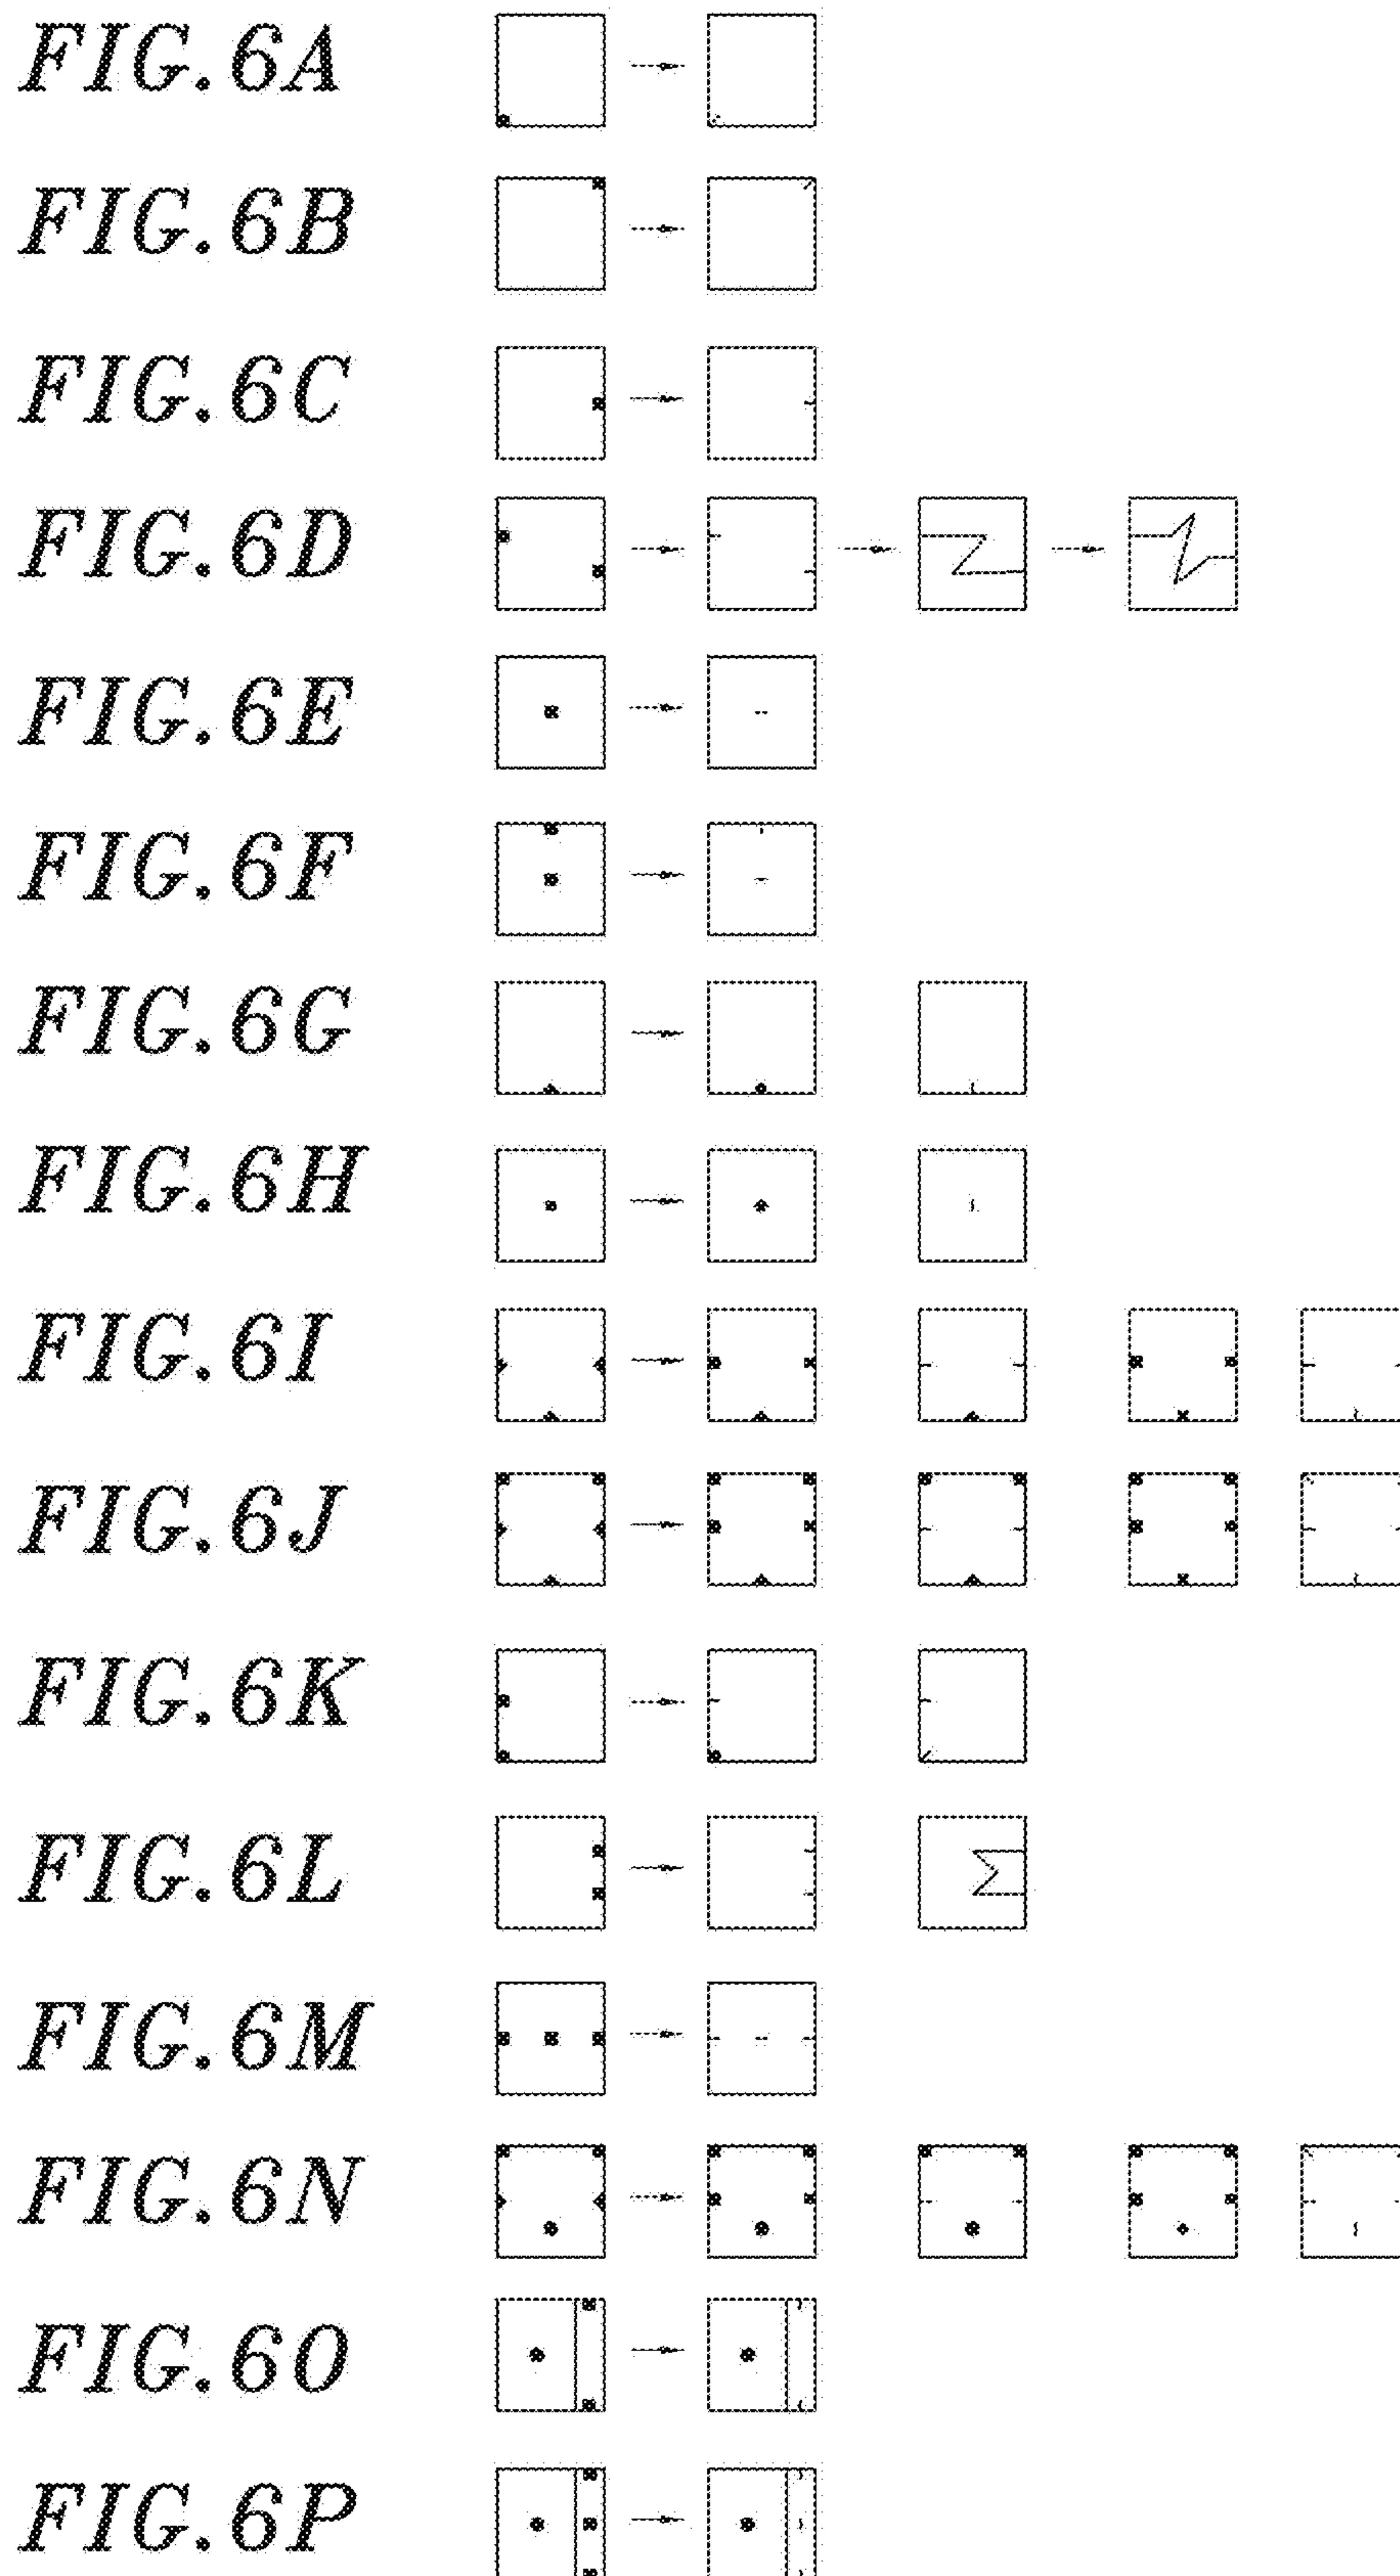 FIG. 6A
FIG. 6B
FIG. 6C
FIG. 6D
FIG. 6E
FIG. 6F
FIG. 6G
FIG. 6H
FIG. 6I
FIG. 6J
FIG. 6K
FIG. 6L
FIG. 6M
FIG. 6N
FIG. 6O
FIG. 6P